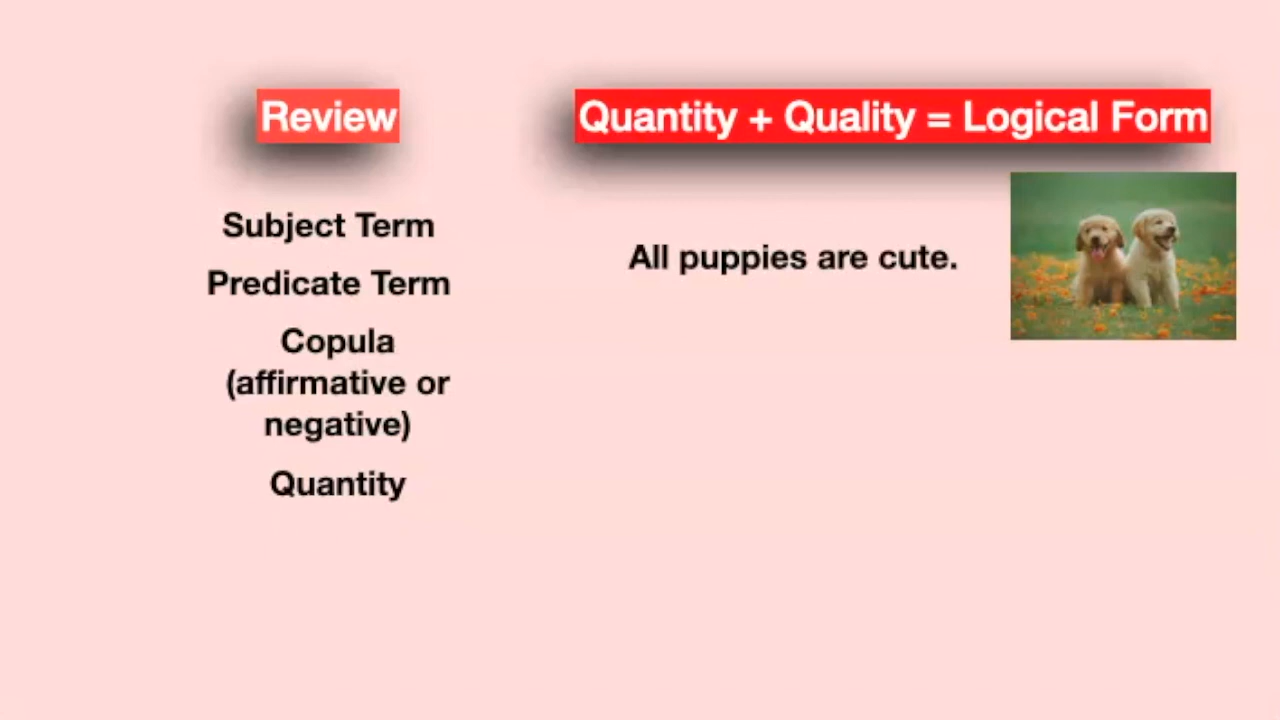 Review
Subject Term
Predicate Term
Copula
(affirmative or
negative)
Quantity
Quantity + Quality = Logical Form
All puppies are cute.